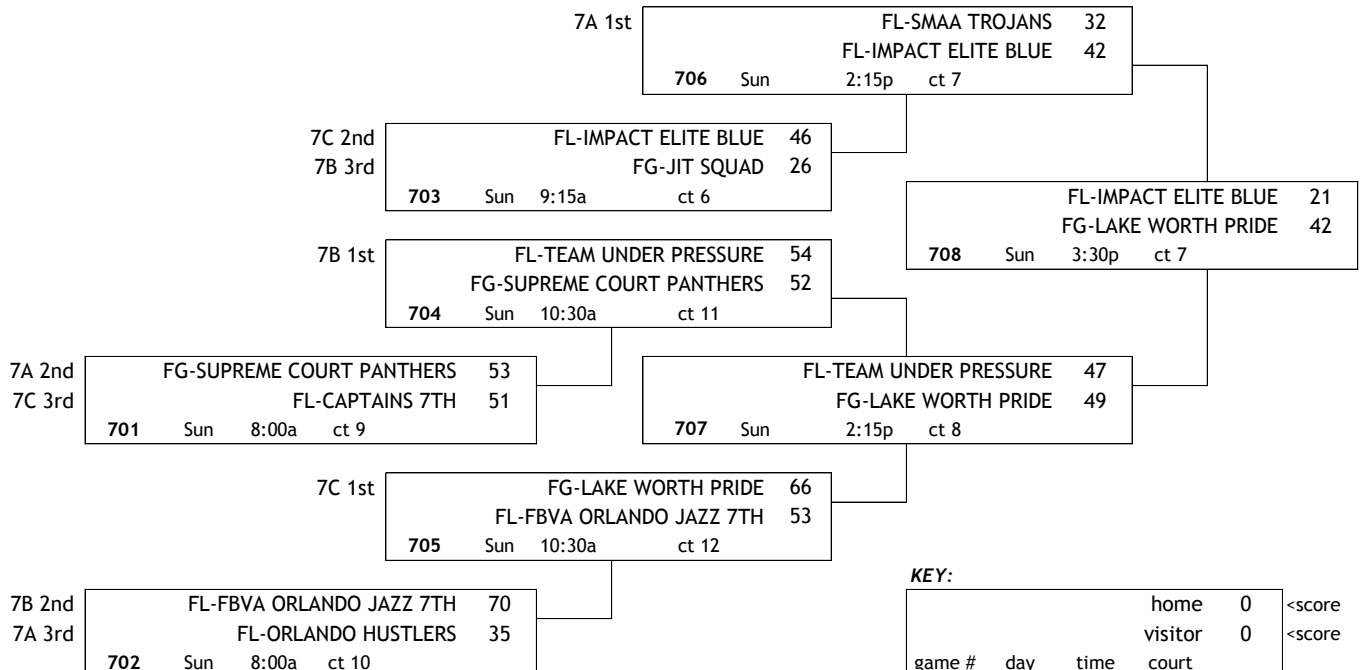 7A 1st FL-SMAA TROJANS 32
FL-IMPACT ELITE BLUE 42
706 Sun 2:15p ct 7
7C 2nd FL-IMPACT ELITE BLUE 46
7B 3rd FG-JIT SQUAD 26
703 Sun 9:15a ct 6
FL-IMPACT ELITE BLUE 21
FG-LAKE WORTH PRIDE 42
708 Sun 3:30p ct 7
7B 1st FL-TEAM UNDER PRESSURE 54
FG-SUPREME COURT PANTHERS 52
704 Sun 10:30a ct 11
7A 2nd FG-SUPREME COURT PANTHERS 53
7C 3rd FL-CAPTAINS 7TH 51
701 Sun 8:00a ct 9
FL-TEAM UNDER PRESSURE 47
FG-LAKE WORTH PRIDE 49
707 Sun 2:15p ct 8
7C 1st FG-LAKE WORTH PRIDE 66
FL-FBVA ORLANDO JAZZ 7TH 53
705 Sun 10:30a ct 12
7B 2nd FL-FBVA ORLANDO JAZZ 7TH 70
7A 3rd FL-ORLANDO HUSTLERS 35
702 Sun 8:00a ct 10
KEY:
home 0 <score
visitor 0 <score
game # day time court